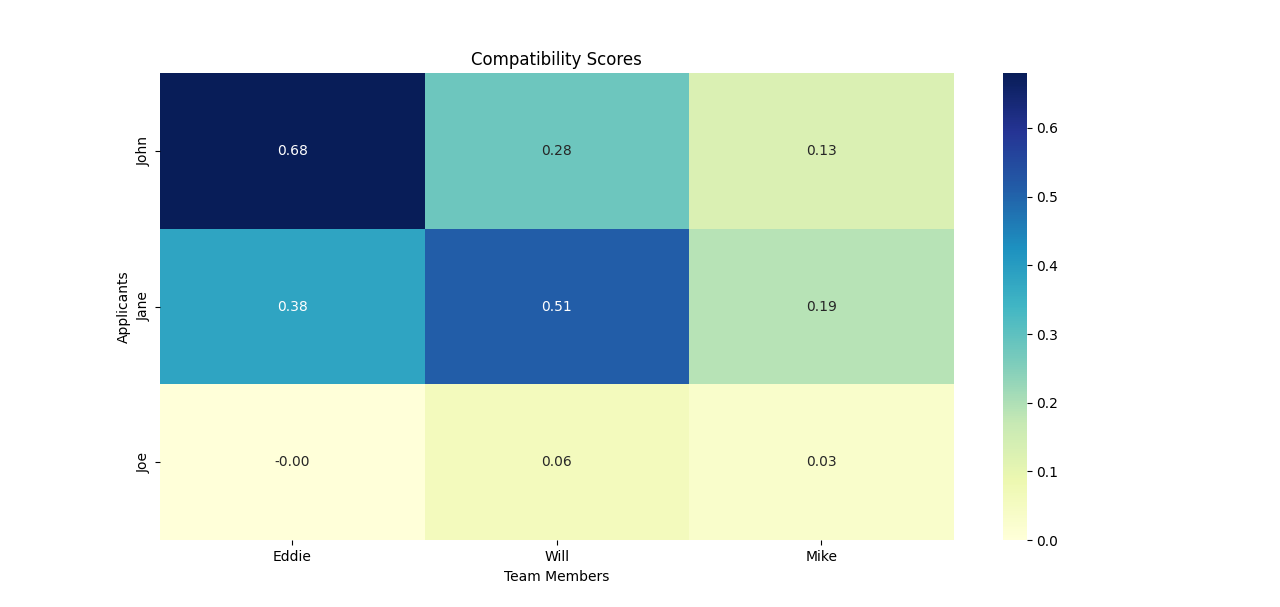 Compatibility Scores
Applicants
John
0.68 0.28 0.13
Jane
0.38 0.51 0.19
Joe
-0.00 0.06 0.03
Eddie Will Mike
Team Members
0.6
0.5
0.4
0.3
0.2
0.1
0.0